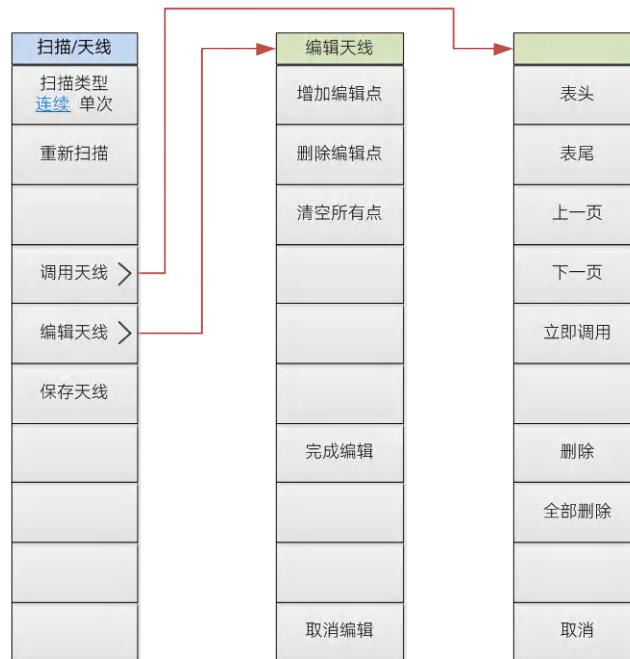 扫描/天线
扫描类型
连续 单次
重新扫描
调用天线
编辑天线
保存天线
编辑天线
增加编辑点
删除编辑点
清空所有点
完成编辑
取消编辑
表头
表尾
上一页
下一页
立即调用
删除
全部删除
取消